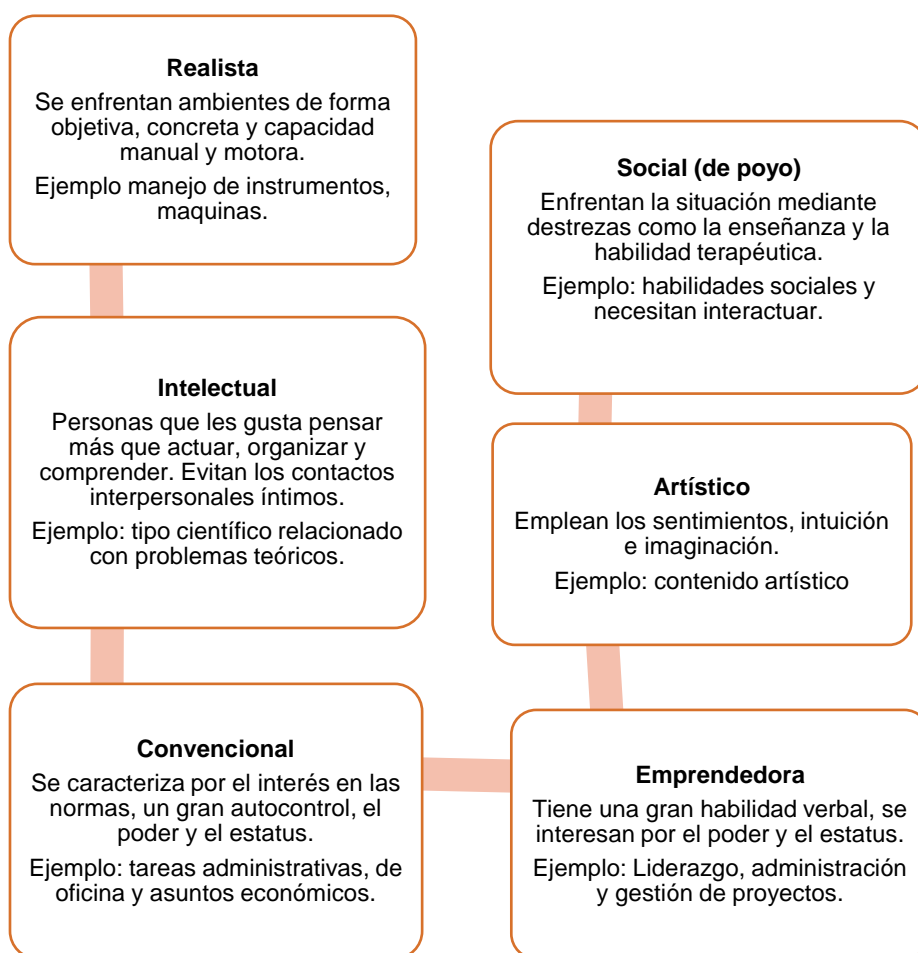 Realista
Se enfrentan ambientes de forma
objetiva, concreta y capacidad
manual y motora.
Ejemplo manejo de instrumentos,
maquinas.
Intelectual
Personas que les gusta pensar
más que actuar, organizar y
comprender. Evitan los contactos
interpersonales íntimos.
Ejemplo: tipo científico relacionado
con problemas teóricos.
Convencional
Se caracteriza por el interés en las
normas, un gran autocontrol, el
poder y el estatus.
Ejemplo: tareas administrativas, de
oficina y asuntos económicos.
Emprendedora
Tiene una gran habilidad verbal, se
interesan por el poder y el estatus.
Ejemplo: Liderazgo, administración
y gestión de proyectos.
Artístico
Emplean los sentimientos, intuición
e imaginación.
Ejemplo: contenido artístico
Social (de poyo)
Enfrentan la situación mediante
destrezas como la enseñanza y la
habilidad terapéutica.
Ejemplo: habilidades sociales y
necesitan interactuar.